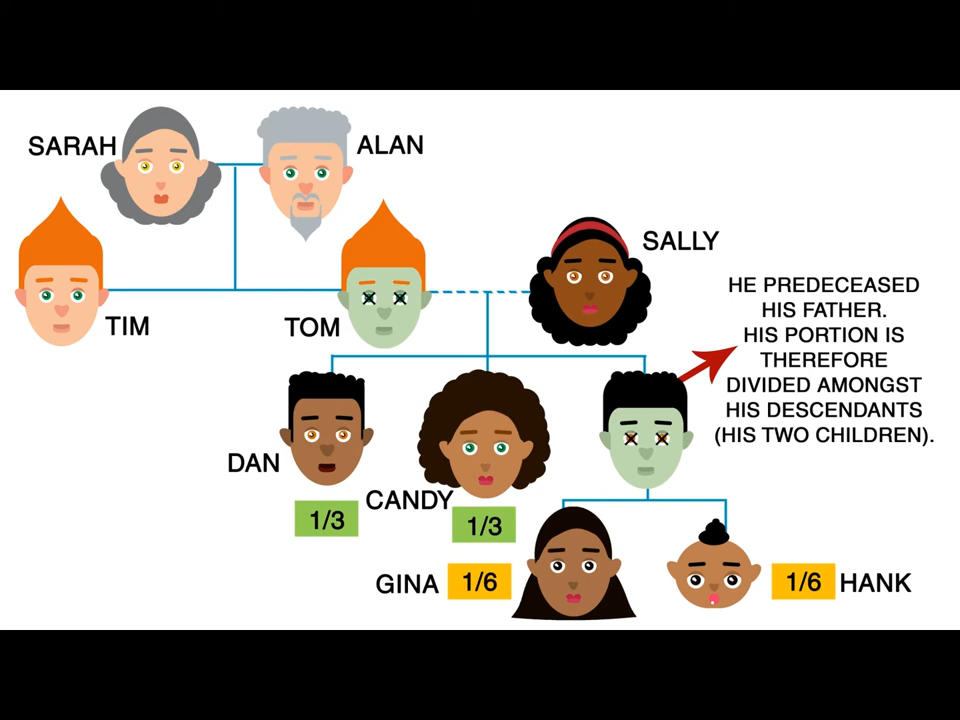 SARAH
ALAN
SALLY
TIM
TOM
HE PREDECEASED
HIS FATHER.
HIS PORTION IS
THEREFORE
DIVIDED AMONGST
HIS DESCENDANTS
(HIS TWO CHILDREN).
DAN
CANDY
1/3
1/3
GINA
1/6
1/6
HANK